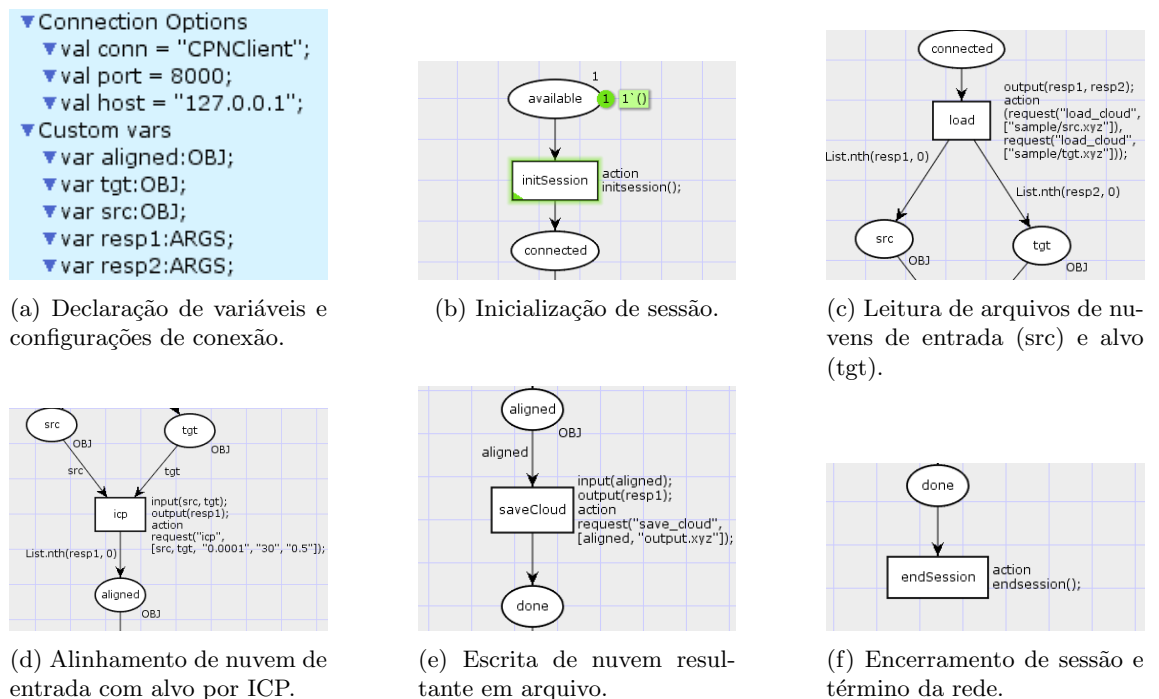 Connection Options
val conn = "CPNClient";
val port = 8000;
val host = "127.0.0.1";
Custom vars
var aligned:OBJ;
var tgt:OBJ;
var src:OBJ;
var resp1:ARGS;
var resp2:ARGS;
(a) Declaração de variáveis e
configurações de conexão.
1
available
1
1`()
initSession
action
initsession();
connected
(b) Inicialização de sessão.
connected
load
output(resp1, resp2);
action
(request("load_cloud",
["sample/src.xyz"]),
request("load_cloud",
["sample/tgt.xyz"]));
List.nth(resp1, 0)
List.nth(resp2, 0)
src
OBJ
tgt
OBJ
(c) Leitura de arquivos de nu-
vens de entrada (src) e alvo
(tgt).
src
OBJ
tgt
OBJ
src
tgt
icp
input(src, tgt);
output(resp1);
action
request("icp",
[src, tgt, "0.0001", "30", "0.5"]);
List.nth(resp1, 0)
aligned
OBJ
(d) Alinhamento de nuvem de
entrada com alvo por ICP.
aligned
OBJ
aligned
saveCloud
input(aligned);
output(resp1);
action
request("save_cloud",
[aligned, "output.xyz"]);
done
(e) Escrita de nuvem resul-
tante em arquivo.
done
endSession
action
endsession();
(f) Encerramento de sessão e
término da rede.